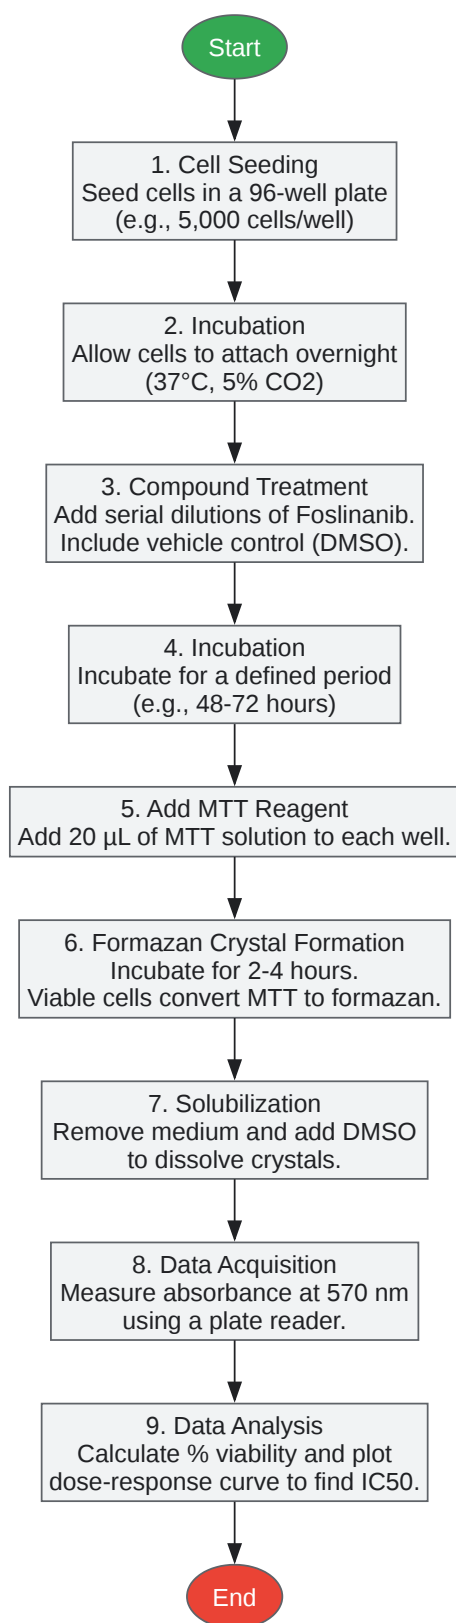 Start
1. Cell Seeding
Seed cells in a 96-well plate
(e.g., 5,000 cells/well)
2. Incubation
Allow cells to attach overnight
(37°C, 5% CO2)
3. Compound Treatment
Add serial dilutions of Foslinanib.
Include vehicle control (DMSO).
4. Incubation
Incubate for a defined period
(e.g., 48-72 hours)
5. Add MTT Reagent
Add 20 µL of MTT solution to each well.
6. Formazan Crystal Formation
Incubate for 2-4 hours.
Viable cells convert MTT to formazan.
7. Solubilization
Remove medium and add DMSO
to dissolve crystals.
8. Data Acquisition
Measure absorbance at 570 nm
using a plate reader.
9. Data Analysis
Calculate % viability and plot
dose-response curve to find IC50.
End